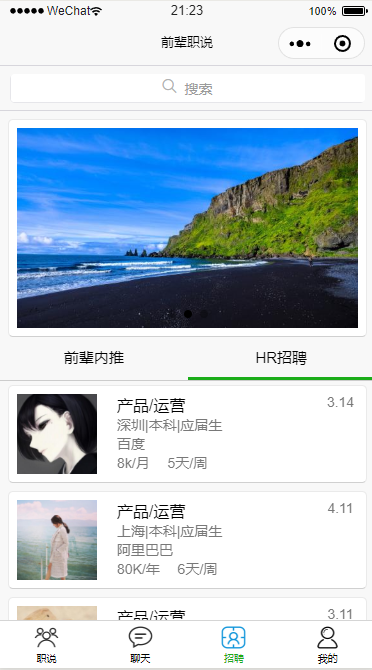 WeChat
21:23
100%
前辈职说
搜索
前辈内推
HR招聘
产品/运营
3.14
深圳|本科|应届生
百度
8k/月 5天/周
产品/运营
4.11
上海|本科|应届生
阿里巴巴
80K/年 6天/周
产品/运营
3.11
职说
聊天
招聘
我的